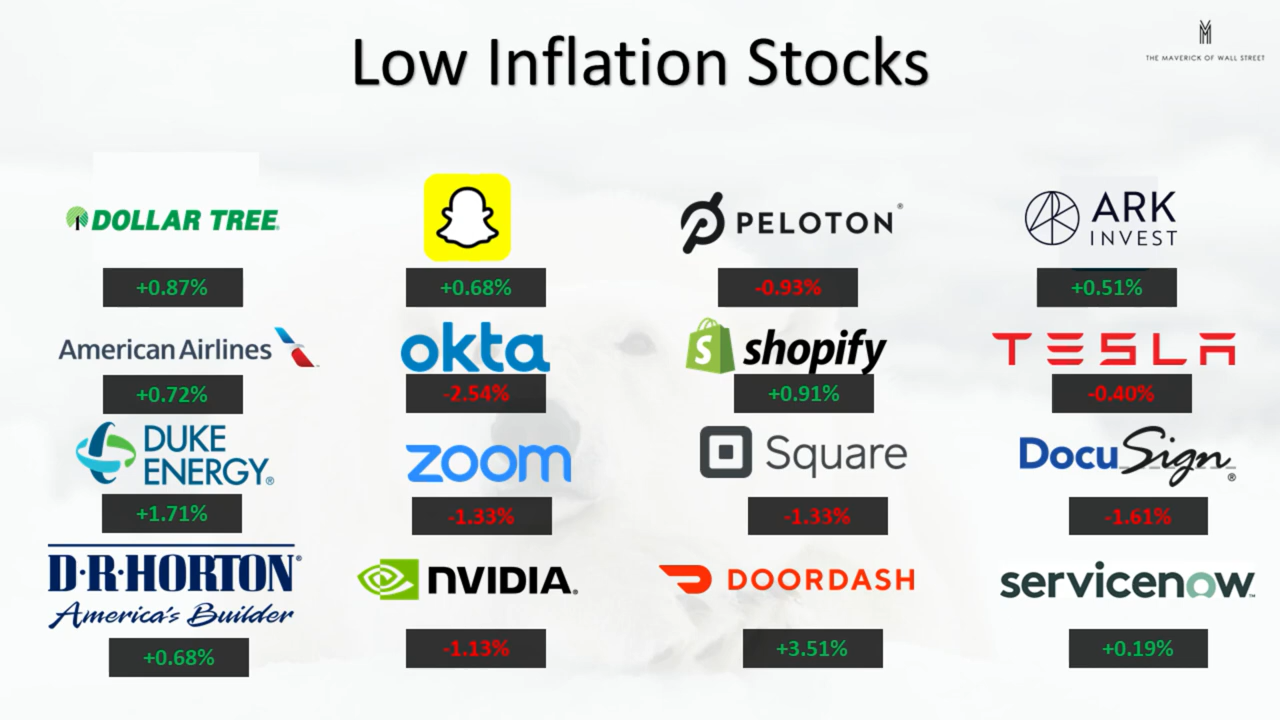 Low Inflation Stocks
THE MAVERICK OF WALL STREET
DOLLAR TREE
PELOTON®
ARK
INVEST
+0.87%
+0.68%
-0.93%
+0.51%
American Airlines
okta
shopify
TESLA
+0.72%
-2.54%
+0.91%
-0.40%
DUKE
ENERGY®
zoom
Square
DocuSign®
+1.71%
-1.33%
-1.33%
-1.61%
D·R·HORTON®
America's Builder
NVIDIA®
DOORDASH
servicenow™
+0.68%
-1.13%
+3.51%
+0.19%